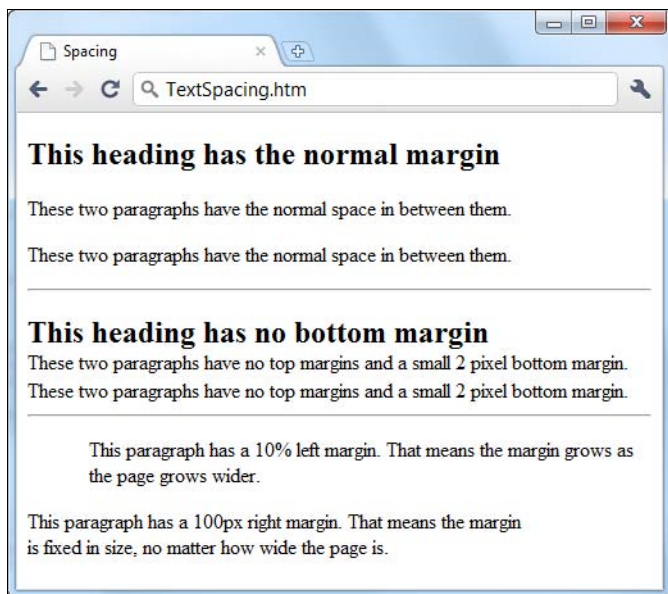 Spacing
TextSpacing.htm
This heading has the normal margin
These two paragraphs have the normal space in between them.
These two paragraphs have the normal space in between them.
This heading has no bottom margin
These two paragraphs have no top margins and a small 2 pixel bottom margin.
These two paragraphs have no top margins and a small 2 pixel bottom margin.
This paragraph has a 10% left margin. That means the margin grows as
the page grows wider.
This paragraph has a 100px right margin. That means the margin
is fixed in size, no matter how wide the page is.